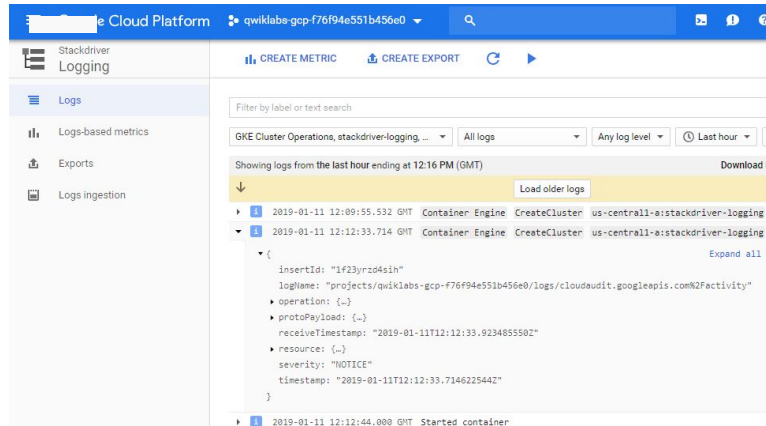 e Cloud Platform
qwiklabs-gcp-f76f94e551b456e0
Stackdriver
Logging
CREATE METRIC
CREATE EXPORT
Logs
Logs-based metrics
Exports
Logs ingestion
Filter by label or text search
GKE Cluster Operations, stackdriver-logging, ...
All logs
Any log level
Last hour
Showing logs from the last hour ending at 12:16 PM (GMT)
Download
Load older logs
2019-01-11 12:09:55.532 GMT Container Engine CreateCluster us-central1-a:stackdriver-logging
2019-01-11 12:12:33.714 GMT Container Engine CreateCluster us-central1-a:stackdriver-logging
{
Expand all
insertId: "1f23yrzd4sih"
logName: "projects/qwiklabs-gcp-f76f94e551b456e0/logs/cloudaudit.googleapis.com%2Factivity"
operation: {…}
protoPayload: {…}
receiveTimestamp: "2019-01-11T12:12:33.923485550Z"
resource: {…}
severity: "NOTICE"
timestamp: "2019-01-11T12:12:33.714622544Z"
}
2019-01-11 12:12:44.000 GMT Started container